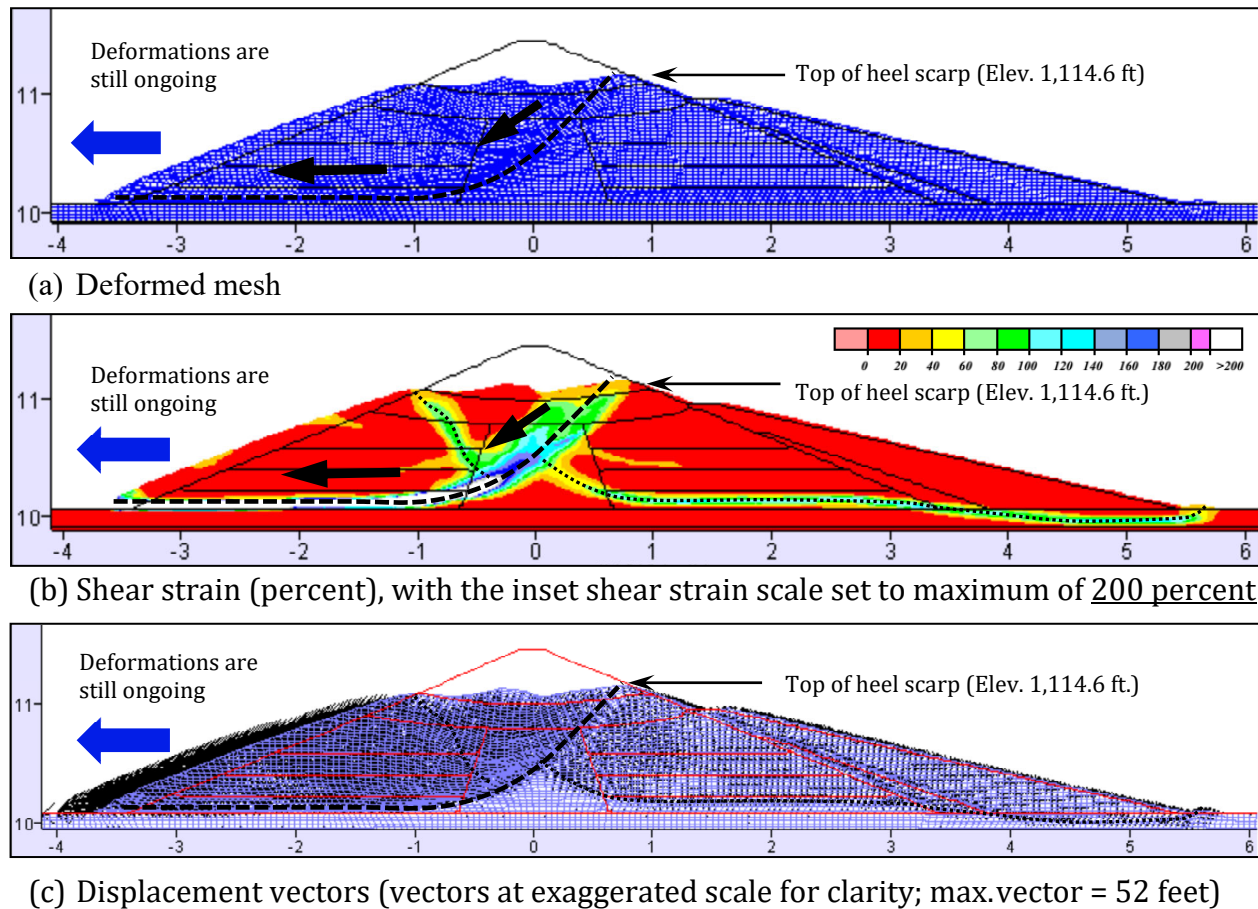 Deformations are
still ongoing
Top of heel scarp (Elev. 1,114.6 ft)
11
10
-4 -3 -2 -1 0 1 2 3 4 5 6
(a) Deformed mesh
0 20 40 60 80 100 120 140 160 180 200 >200
Deformations are
still ongoing
Top of heel scarp (Elev. 1,114.6 ft.)
11
10
-4 -3 -2 -1 0 1 2 3 4 5 6
(b) Shear strain (percent), with the inset shear strain scale set to maximum of 200 percent
Deformations are
still ongoing
Top of heel scarp (Elev. 1,114.6 ft.)
11
10
-4 -3 -2 -1 0 1 2 3 4 5 6
(c) Displacement vectors (vectors at exaggerated scale for clarity; max.vector = 52 feet)